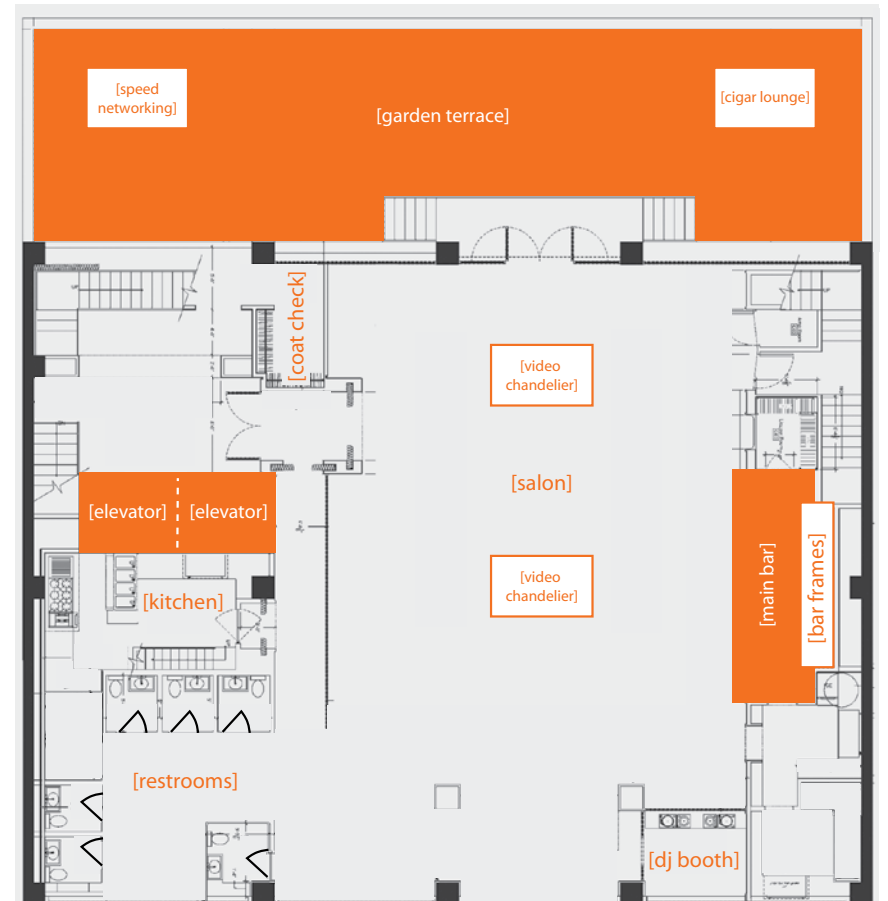 [speed
networking]
[garden terrace]
[cigar lounge]
[coat check]
[video
chandelier]
[salon]
[elevator]
[elevator]
[main bar]
[bar frames]
[video
chandelier]
[kitchen]
[restrooms]
[dj booth]